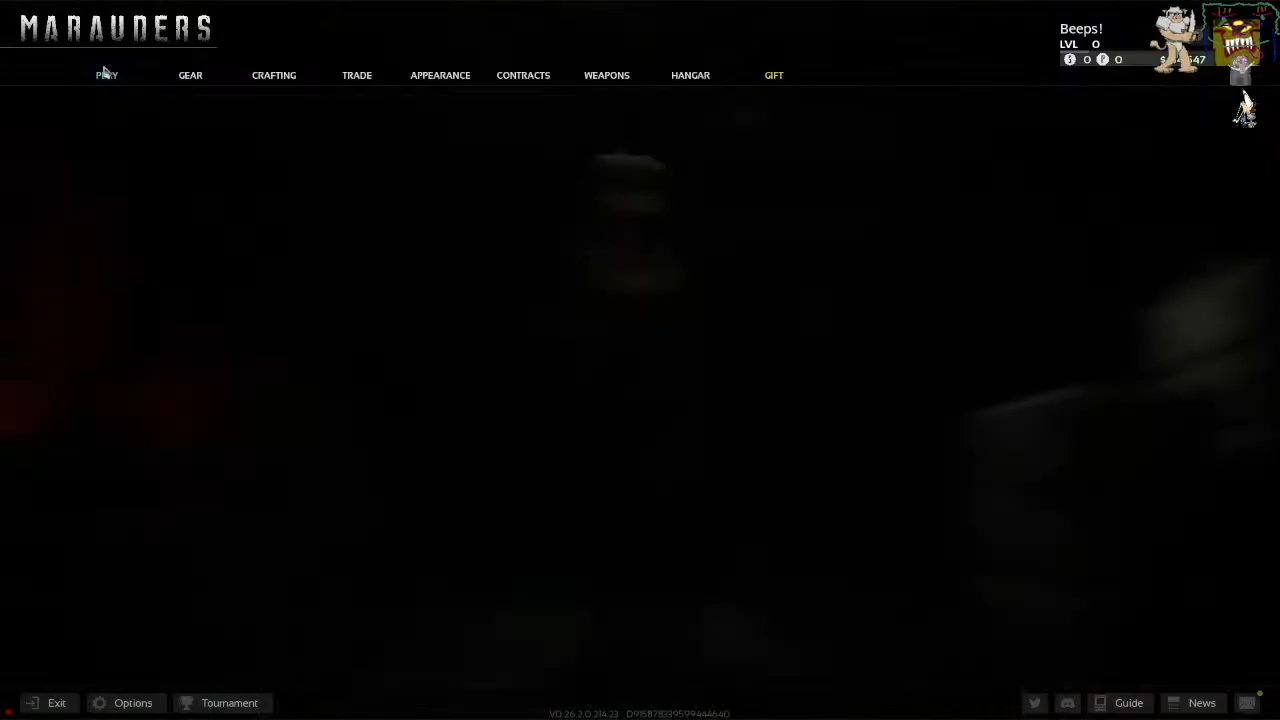 MARAUDERS
Beeps!
LVL 0
0 0
PLAY GEAR CRAFTING TRADE APPEARANCE CONTRACTS WEAPONS HANGAR GIFT
Exit Options Tournament
Guide News